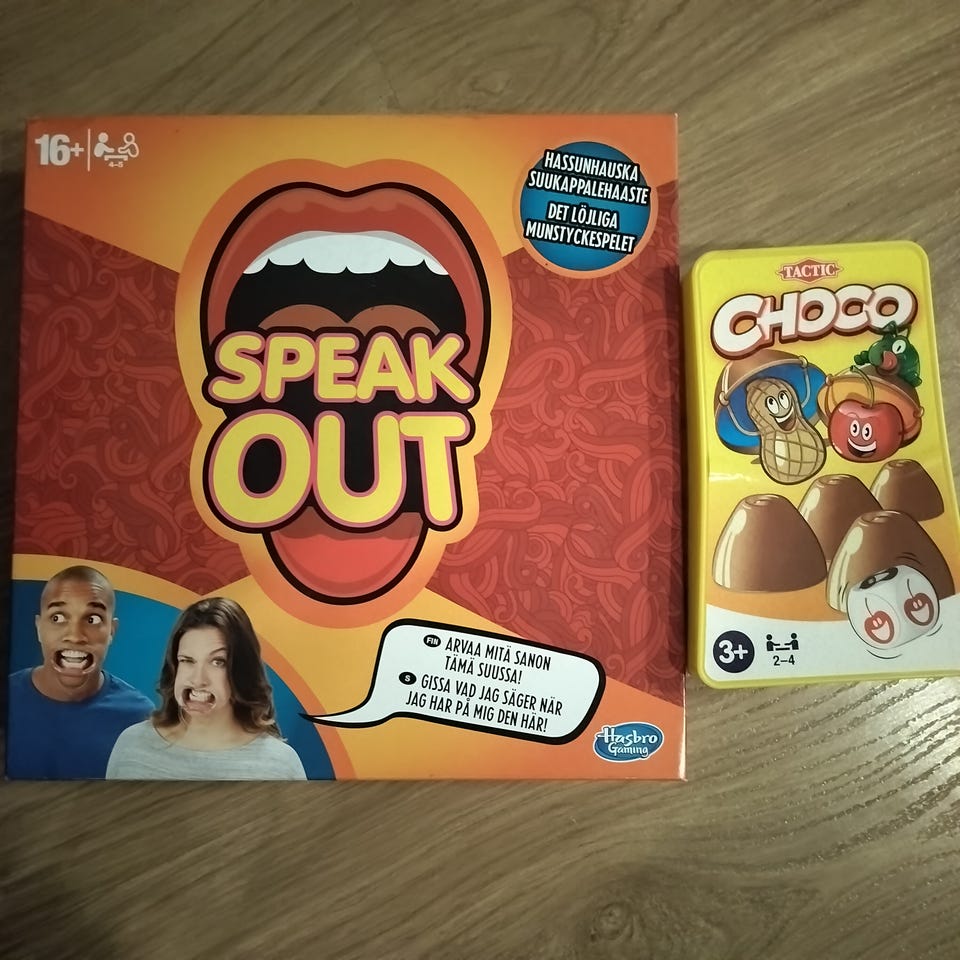 16+
4-5
HASSUNHAUSKA
SUUKAPPALEHAASTE
DET LÖJLIGA
MUNSTYCKESPELET
SPEAK
OUT
FIN ARVAA MITÄ SANON
TÄMÄ SUUSSA!
S GISSA VAD JAG SÄGER NÄR
JAG HAR PÅ MIG DEN HÄR!
Hasbro
Gaming
TACTIC
CHOCO
3+
2-4